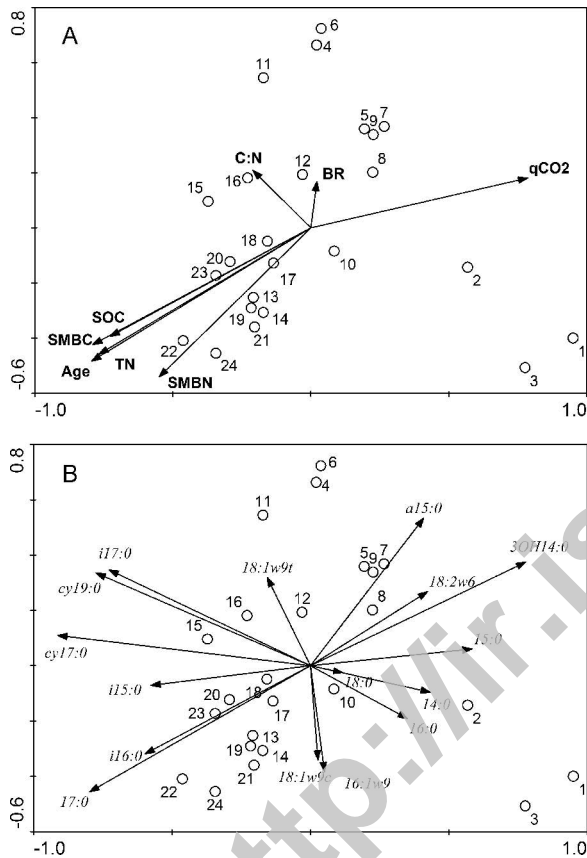 0.8
A
6
4
11
5
9
7
C:N
16
12
BR
8
qCO2
15
18
20
23
17
10
2
SOC
13
SMBC
19
14
21
1
Age
TN
22
24
SMBN
3
-0.6
-1.0
1.0
0.8
B
6
4
11
a15:0
i17:0
18:1w9t
5
9
7
3OH14:0
cy19:0
18:2w6
16
12
8
15
cy17:0
15:0
i15:0
18
18:0
20
10
14:0
23
17
2
16:0
13
i16:0
19
14
21
18:1w9c
16:1w9
17:0
22
24
1
3
-0.6
-1.0
1.0
ttp://ir.is